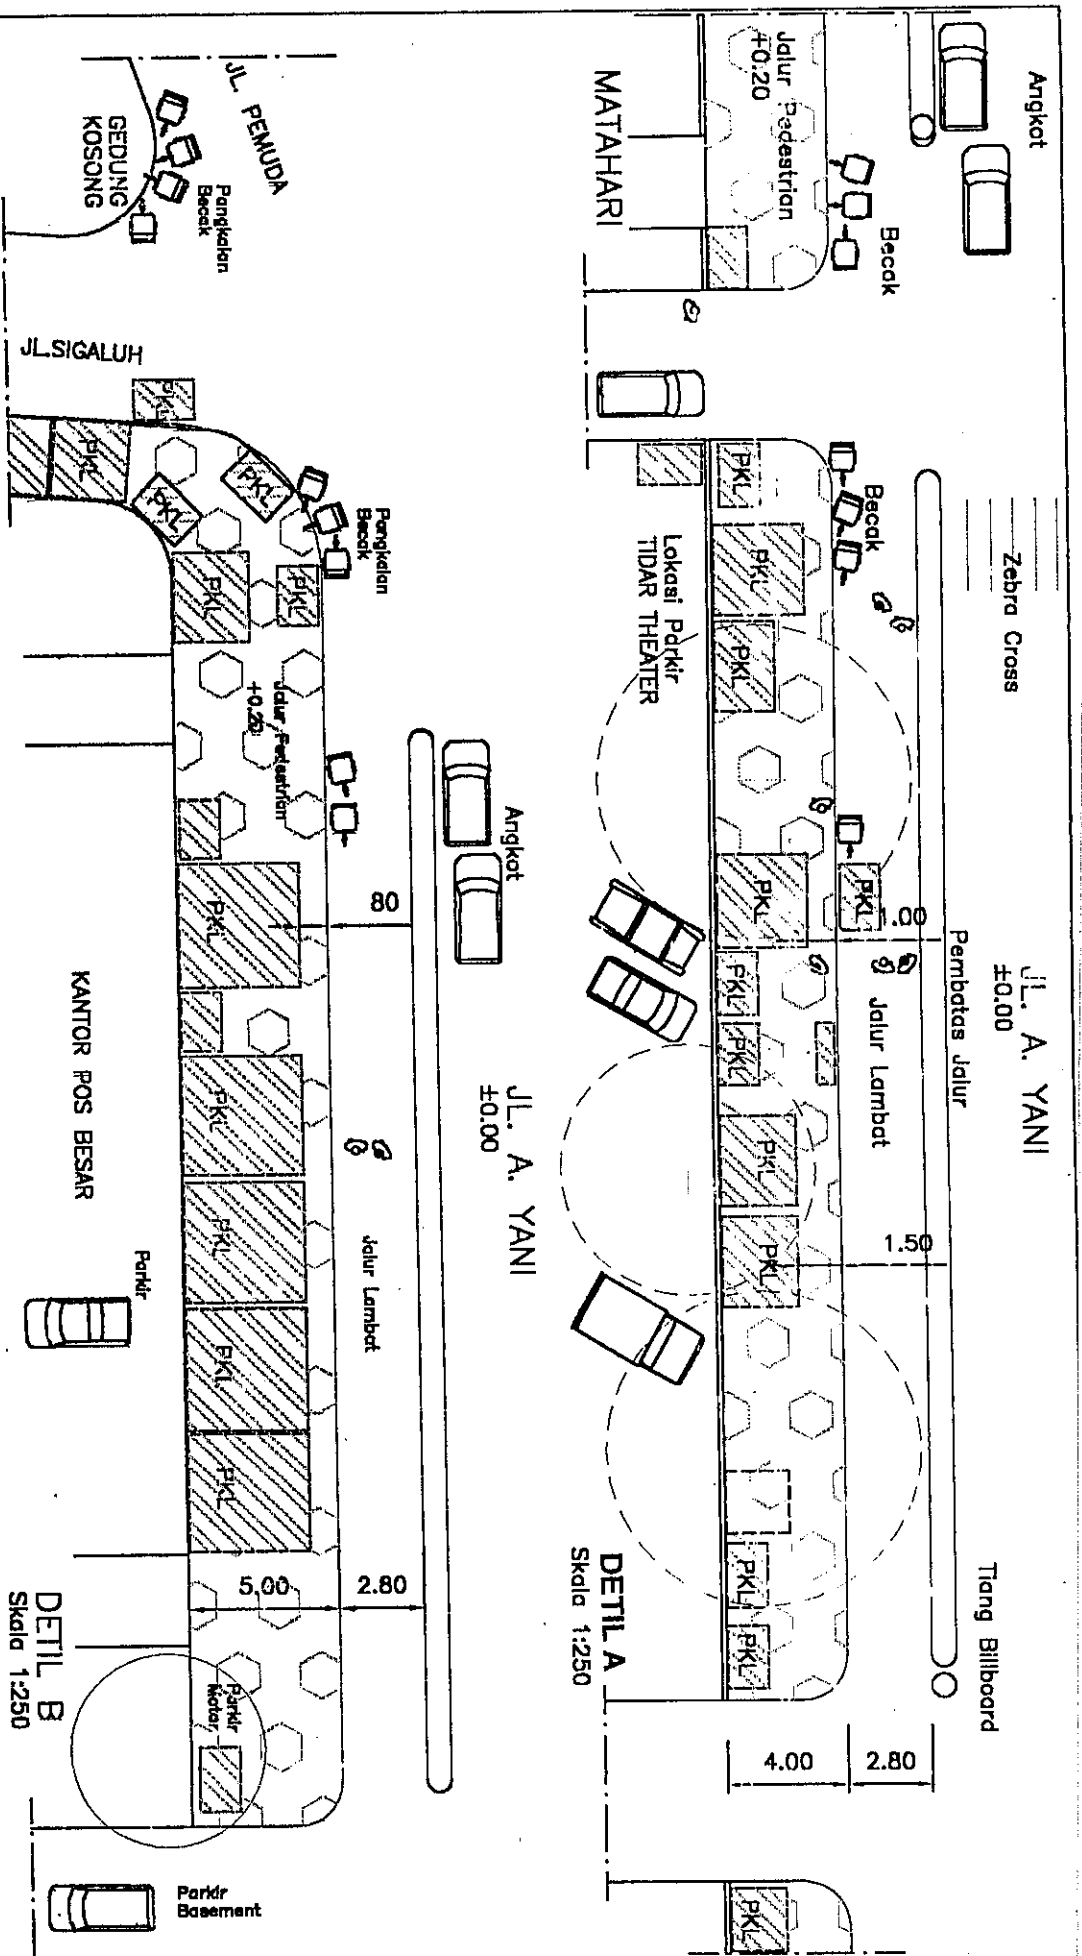 Angkot
Jalur Pedestrian
+0.20
Becak
MATAHARI
Zebra Cross
Becak
PKL
PKL
PKL
Lokasi Parkir
TIDAR THEATER
JL. A. YANI
±0.00
Pembatas Jalur
Jalur Lambat
PKL
1.00
PKL
PKL
PKL
PKL
1.50
PKL
Tiang Billboard
PKL
PKL
4.00
2.80
PKL
DETIL A
Skala 1:250
JL. PEMUDA
GEDUNG
KOSONG
Pangkalan
Becak
JL.SIGALUH
PKL
PKL
PKL
PKL
Pangkalan
Becak
PKL
PKL
Jalur Pedestrian
+0.20
Angkot
80
PKL
JL. A. YANI
±0.00
PKL
PKL
Jalur Lambat
PKL
PKL
KANTOR POS BESAR
Parkir
5.00
2.80
Parkir
Motor
DETIL B
Skala 1:250
Parkir
Basement